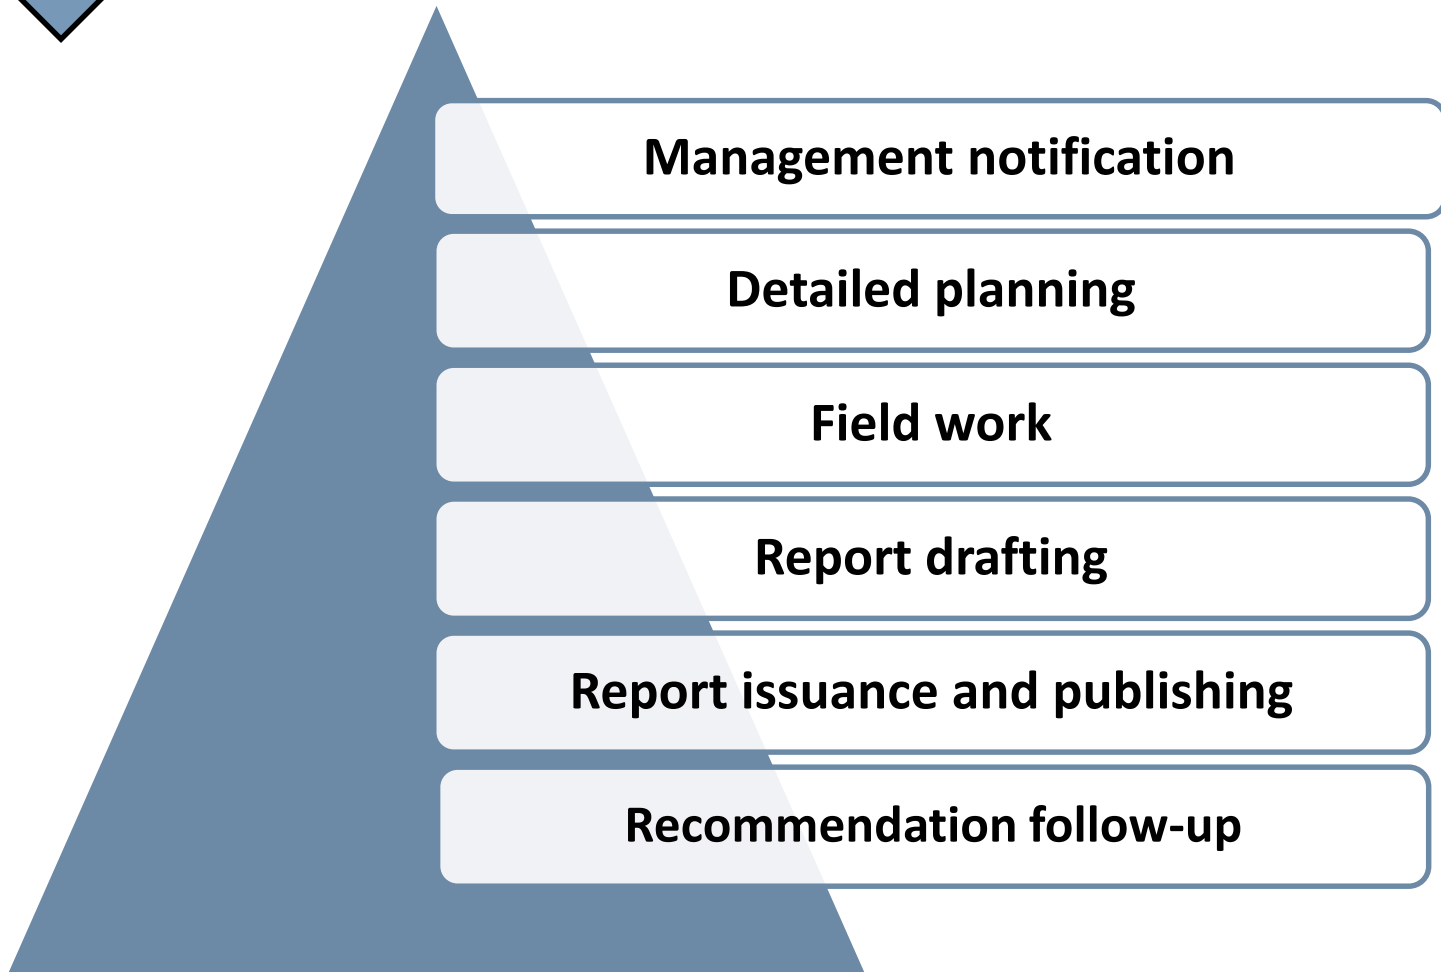 Management notification
Detailed planning
Field work
Report drafting
Report issuance and publishing
Recommendation follow-up